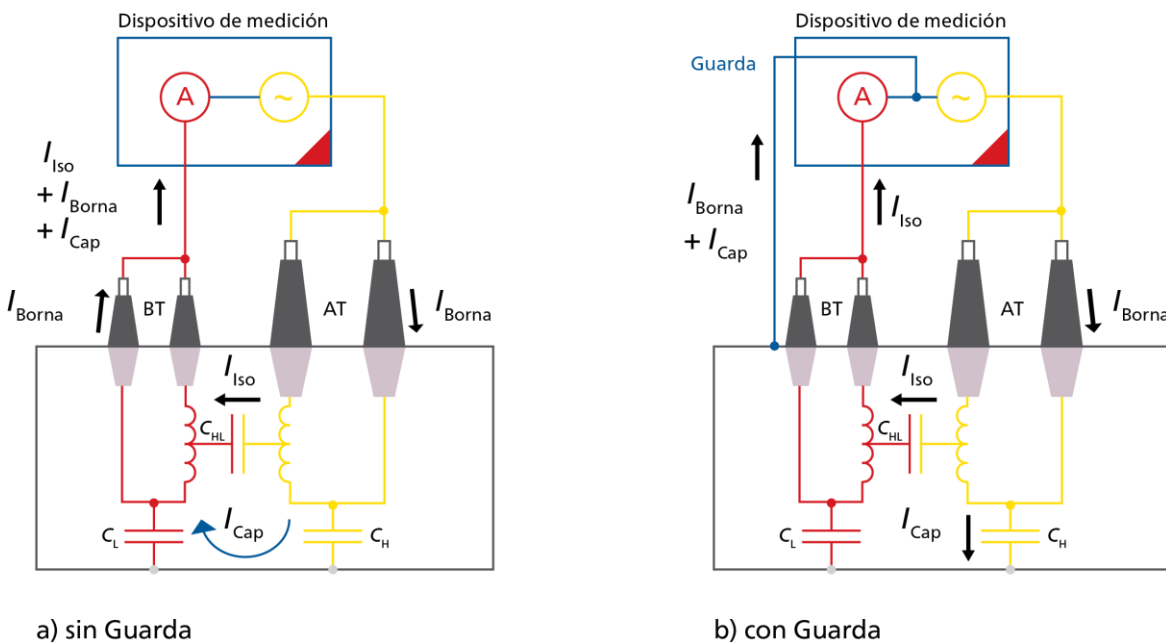 Dispositivo de medición
A
~
I Iso
+ I Borna
+ I Cap
I Borna
BT
AT
I Borna
I Iso
C HL
I Cap
C L
C H
a) sin Guarda
Dispositivo de medición
Guarda
A
~
I Borna
+ I Cap
I Iso
BT
AT
I Borna
I Iso
C HL
I Cap
C L
C H
b) con Guarda